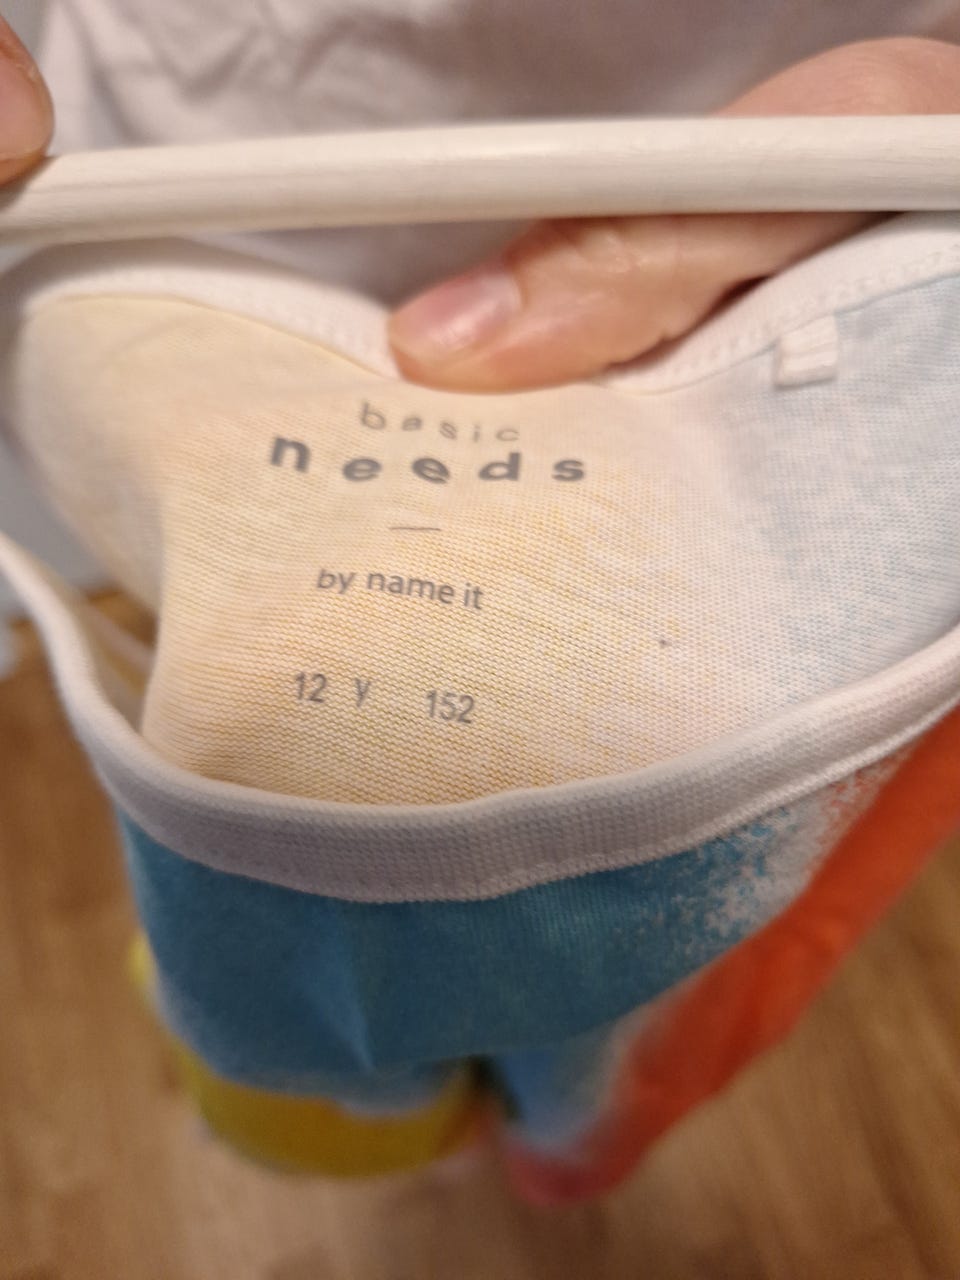 basic
needs
by name it
12 y 152